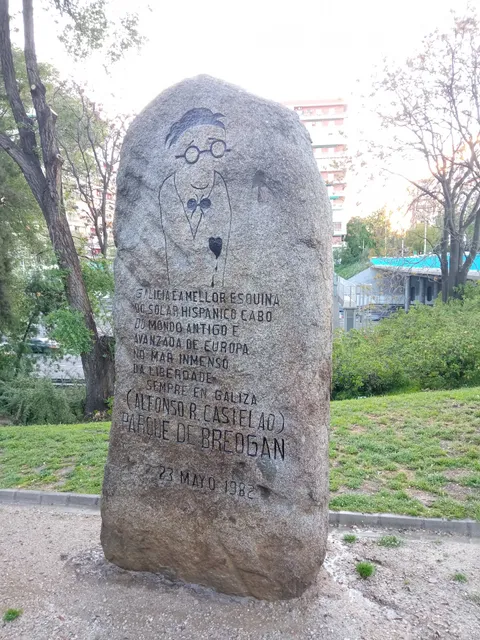 GALICIA E A MELLOR ESQUINA
DO SOLAR HISPANICO CABO
DO MONDO ANTIGO E
AVANZADA DE EUROPA
NO MAR INMENSO
DA LIBERDADE
SEMPRE EN GALIZA
(ALFONSO R. CASTELAO)
PARQUE DE BREOGAN
23 MAYO 1982